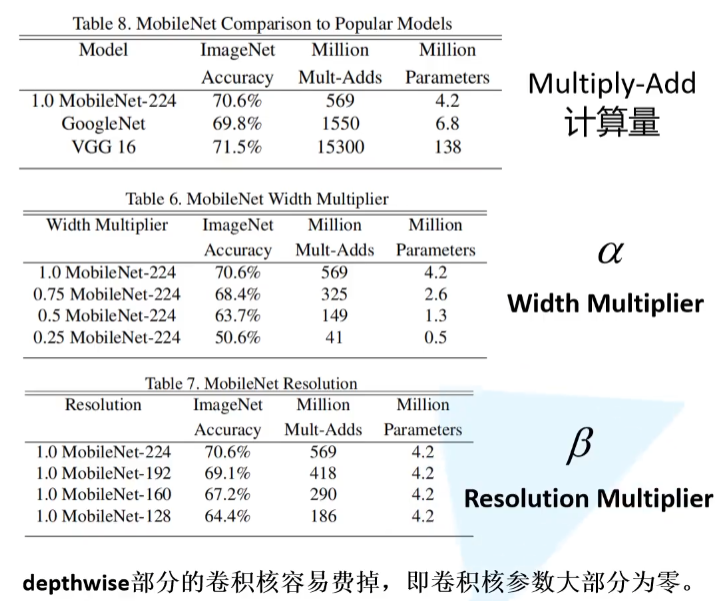 Table 8. MobileNet Comparison to Popular Models
Model ImageNet Million Million
Accuracy Mult-Adds Parameters
1.0 MobileNet-224 70.6% 569 4.2
GoogleNet 69.8% 1550 6.8
VGG 16 71.5% 15300 138
Multiply-Add
计算量
Table 6. MobileNet Width Multiplier
Width Multiplier ImageNet Million Million
Accuracy Mult-Adds Parameters
1.0 MobileNet-224 70.6% 569 4.2
0.75 MobileNet-224 68.4% 325 2.6
0.5 MobileNet-224 63.7% 149 1.3
0.25 MobileNet-224 50.6% 41 0.5
α
Width Multiplier
Table 7. MobileNet Resolution
Resolution ImageNet Million Million
Accuracy Mult-Adds Parameters
1.0 MobileNet-224 70.6% 569 4.2
1.0 MobileNet-192 69.1% 418 4.2
1.0 MobileNet-160 67.2% 290 4.2
1.0 MobileNet-128 64.4% 186 4.2
β
Resolution Multiplier
depthwise部分的卷积核容易费掉，即卷积核参数大部分为零。